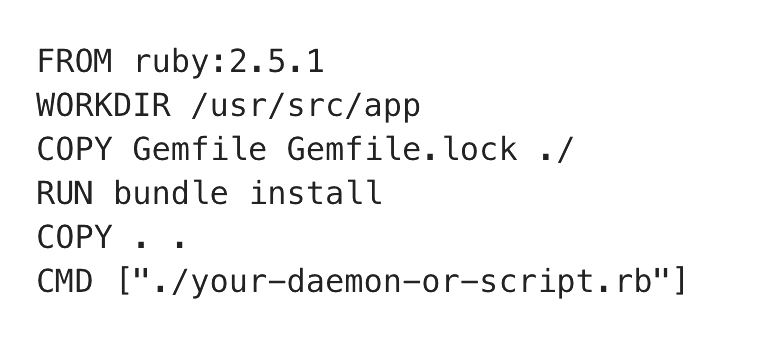 FROM ruby:2.5.1
WORKDIR /usr/src/app
COPY Gemfile Gemfile.lock ./
RUN bundle install
COPY . .
CMD ["./your-daemon-or-script.rb"]